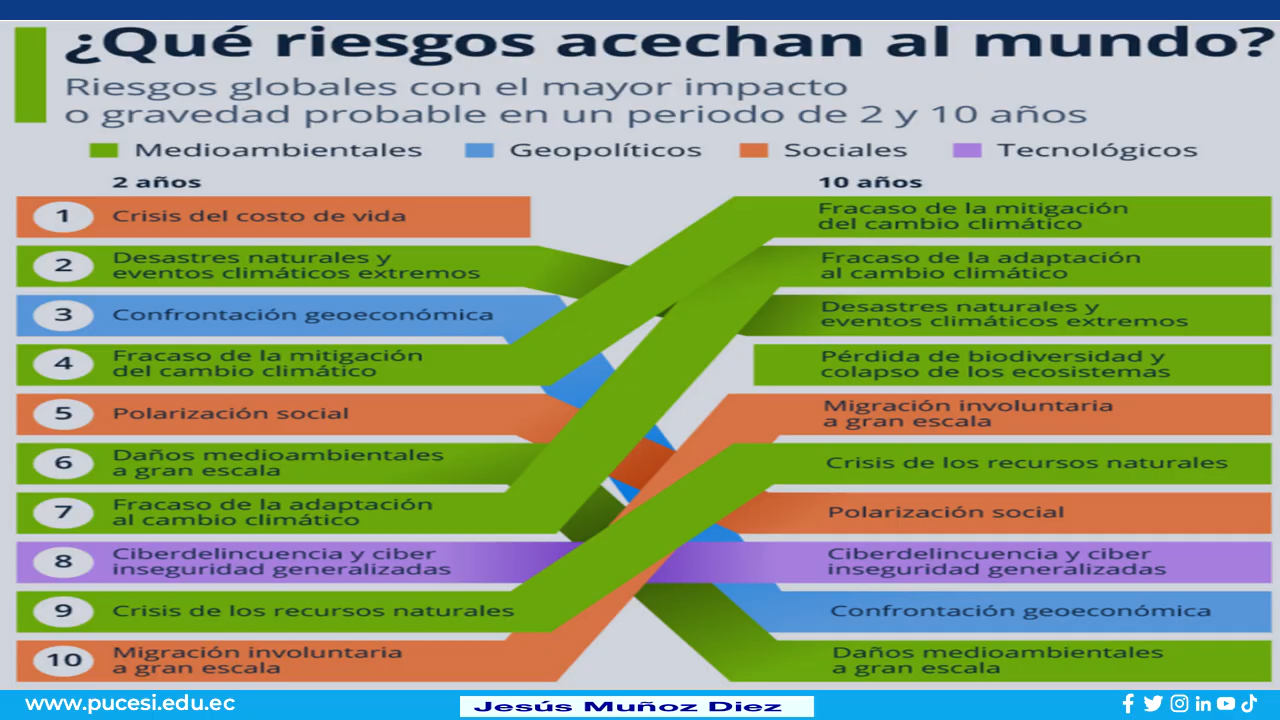 ¿Qué riesgos acechan al mundo?
Riesgos globales con el mayor impacto
o gravedad probable en un periodo de 2 y 10 años
Medioambientales
Geopolíticos
Sociales
Tecnológicos
2 años
1
Crisis del costo de vida
2
Desastres naturales y
eventos climáticos extremos
3
Confrontación geoeconómica
4
Fracaso de la mitigación
del cambio climático
5
Polarización social
6
Daños medioambientales
a gran escala
7
Fracaso de la adaptación
al cambio climático
8
Ciberdelincuencia y ciber
inseguridad generalizadas
9
Crisis de los recursos naturales
10
Migración involuntaria
a gran escala
10 años
Fracaso de la mitigación
del cambio climático
Fracaso de la adaptación
al cambio climático
Desastres naturales y
eventos climáticos extremos
Pérdida de biodiversidad y
colapso de los ecosistemas
Migración involuntaria
a gran escala
Crisis de los recursos naturales
Polarización social
Ciberdelincuencia y ciber
inseguridad generalizadas
Confrontación geoeconómica
Daños medioambientales
a gran escala
www.pucesi.edu.ec
Jesús Muñoz Diez